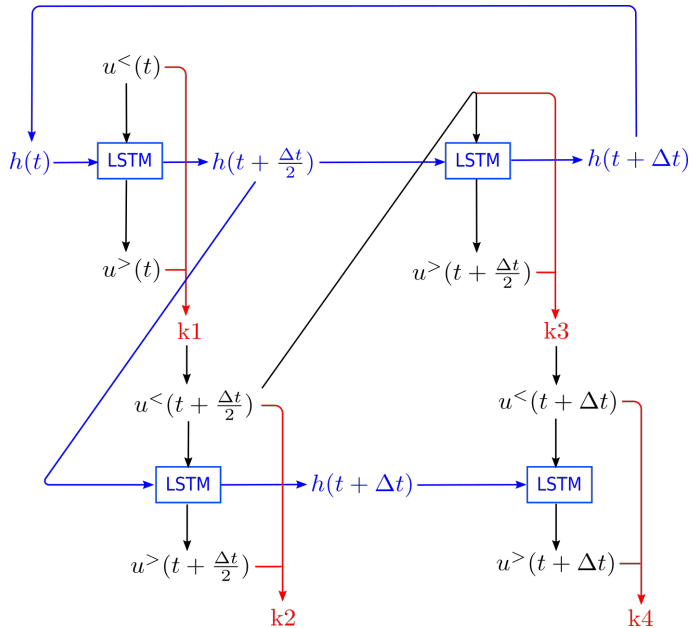 u^<(t)
h(t) LSTM h(t + Δt/2) LSTM h(t + Δt)
u^>(t) u^>(t + Δt/2)
k1 k3
u^<(t + Δt/2) u^<(t + Δt)
LSTM h(t + Δt) LSTM
u^>(t + Δt/2) u^>(t + Δt)
k2 k4